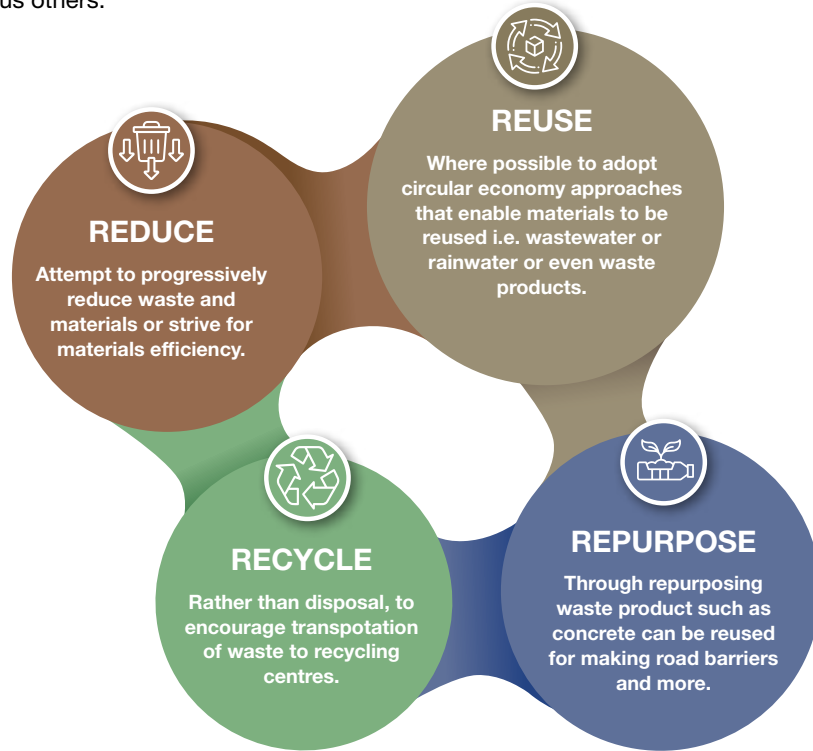 us others.
REDUCE
Attempt to progressively
reduce waste and
materials or strive for
materials efficiency.
REUSE
Where possible to adopt
circular economy approaches
that enable materials to be
reused i.e. wastewater or
rainwater or even waste
products.
RECYCLE
Rather than disposal, to
encourage transpotation
of waste to recycling
centres.
REPURPOSE
Through repurposing
waste product such as
concrete can be reused
for making road barriers
and more.